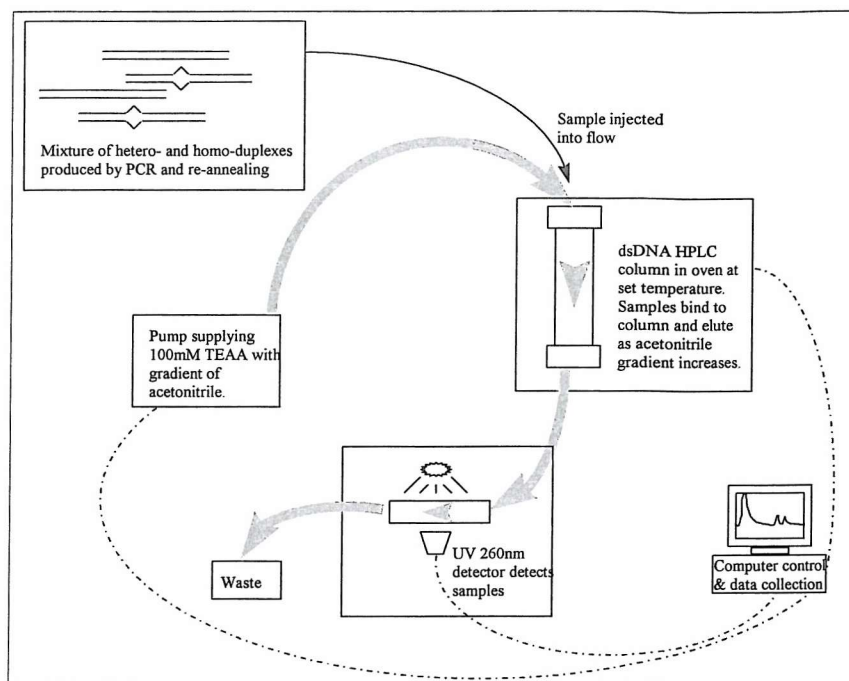 Mixture of hetero- and homo-duplexes
produced by PCR and re-annealing
Sample injected
into flow
dsDNA HPLC
column in oven at
set temperature.
Samples bind to
column and elute
as acetonitrile
gradient increases.
Pump supplying
100mM TEAA with
gradient of
acetonitrile.
UV 260nm
detector detects
samples
Waste
Computer control
& data collection